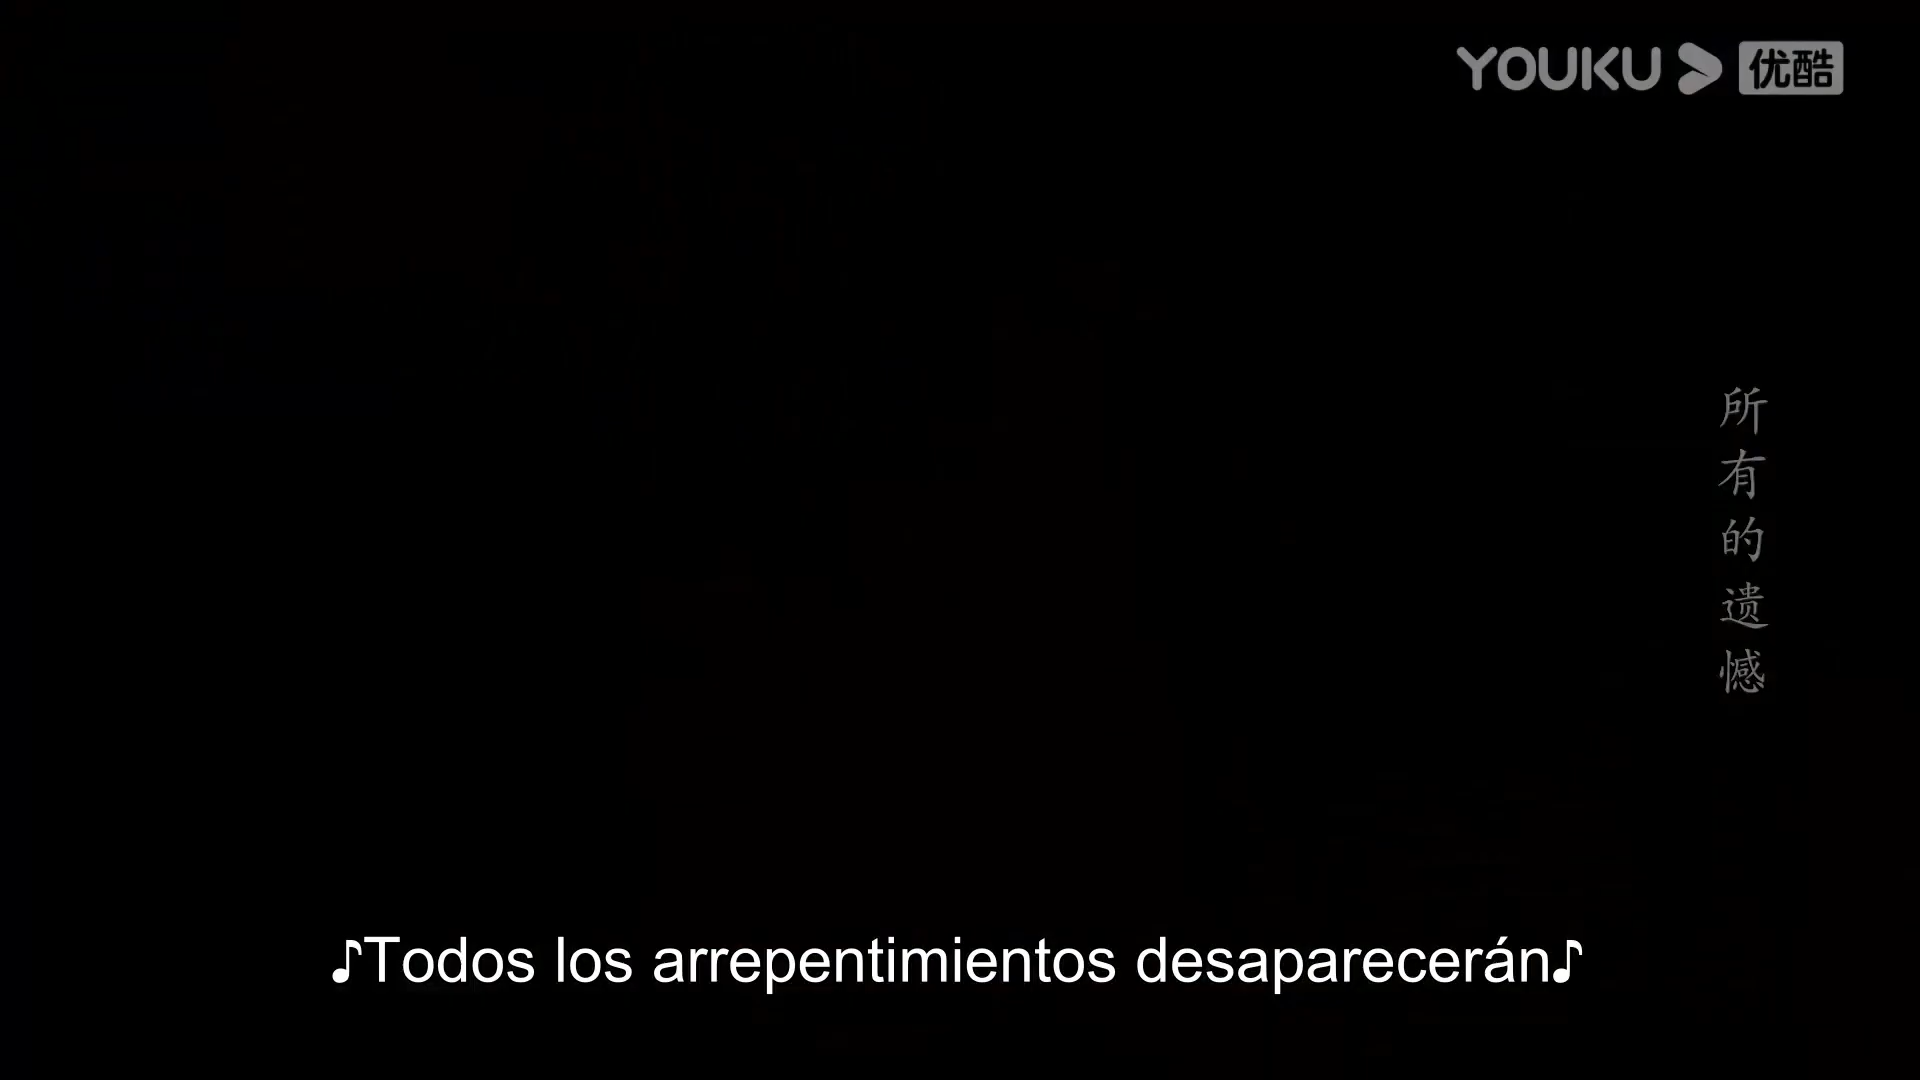 YOUKU 优酷
所有的遗憾
♪Todos los arrepentimientos desaparecerán♪